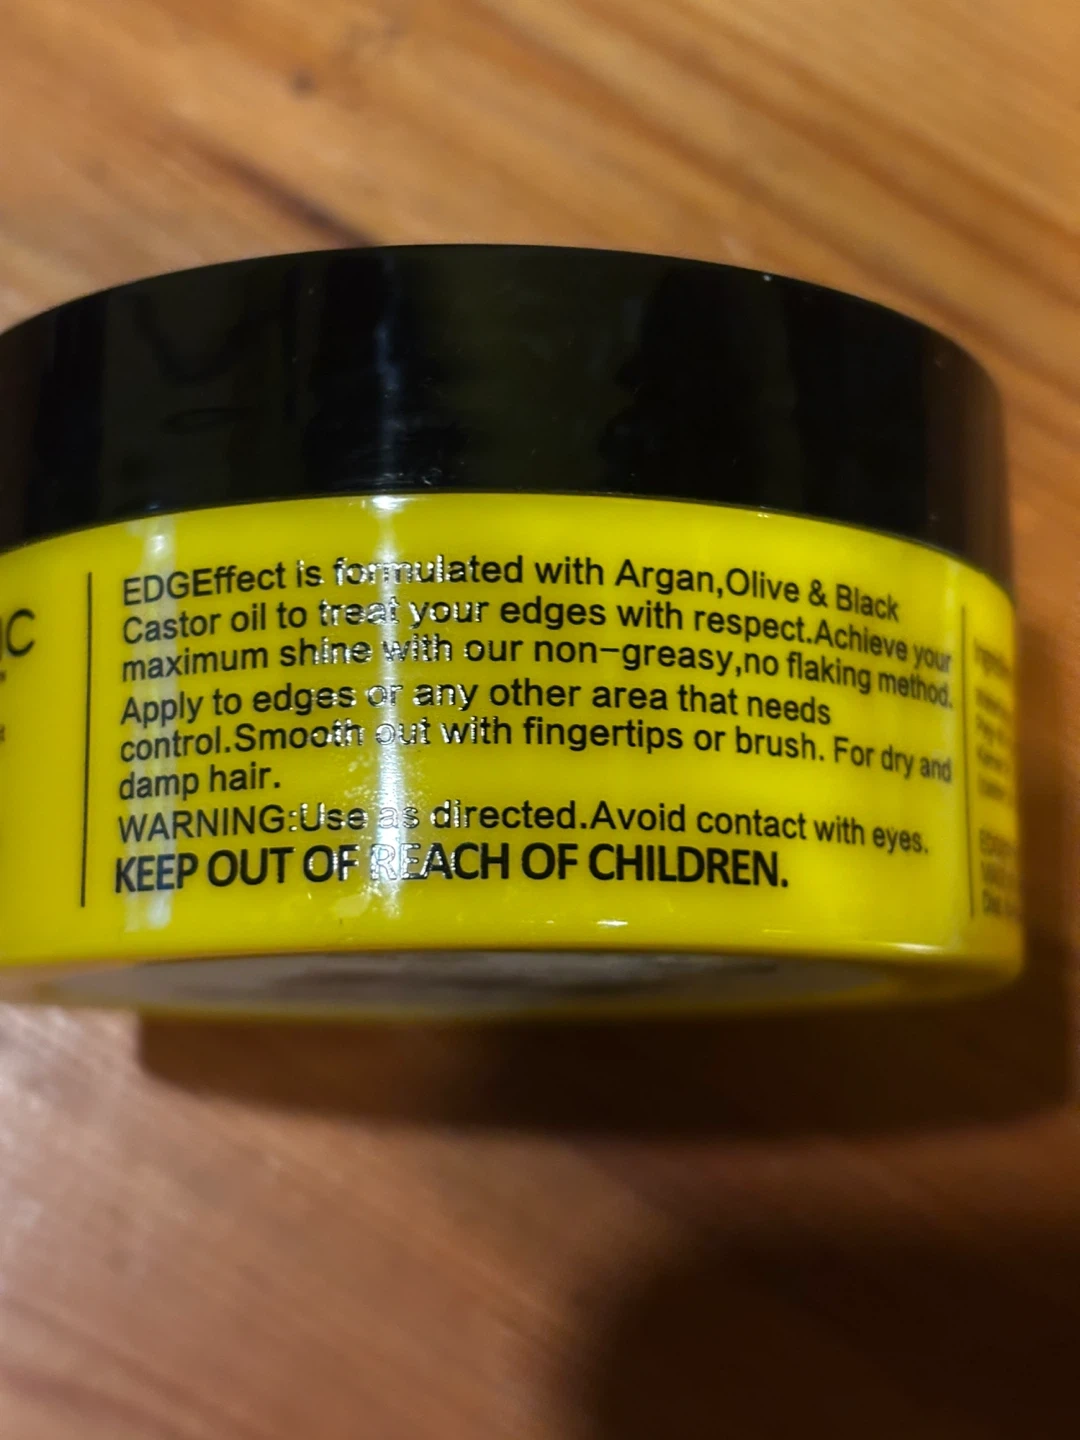 EDGEffect is formulated with Argan,Olive & Black
Castor oil to treat your edges with respect.Achieve your
maximum shine with our non-greasy,no flaking method.
Apply to edges or any other area that needs
control.Smooth out with fingertips or brush. For dry and
damp hair.
WARNING:Use as directed.Avoid contact with eyes.
KEEP OUT OF REACH OF CHILDREN.